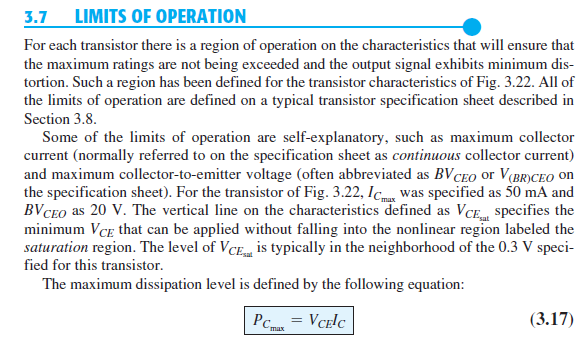 3.7 LIMITS OF OPERATION
For each transistor there is a region of operation on the characteristics that will ensure that
the maximum ratings are not being exceeded and the output signal exhibits minimum dis-
tortion. Such a region has been defined for the transistor characteristics of Fig. 3.22. All of
the limits of operation are defined on a typical transistor specification sheet described in
Section 3.8.
Some of the limits of operation are self-explanatory, such as maximum collector
current (normally referred to on the specification sheet as continuous collector current)
and maximum collector-to-emitter voltage (often abbreviated as BVCEO or V(BR)CEO on
the specification sheet). For the transistor of Fig. 3.22, ICmax was specified as 50 mA and
BVCEO as 20 V. The vertical line on the characteristics defined as VCEsat specifies the
minimum VCE that can be applied without falling into the nonlinear region labeled the
saturation region. The level of VCEsat is typically in the neighborhood of the 0.3 V speci-
fied for this transistor.
The maximum dissipation level is defined by the following equation:
PCmax = VCEIC (3.17)